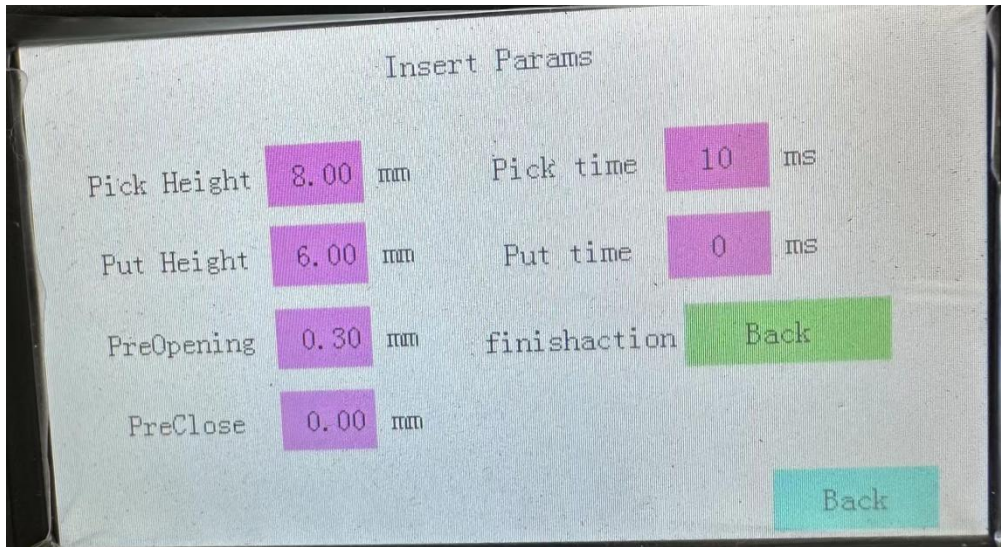 Insert Params
Pick Height 8.00 mm Pick time 10 ms
Put Height 6.00 mm Put time 0 ms
PreOpening 0.30 mm finishaction Back
PreClose 0.00 mm
Back